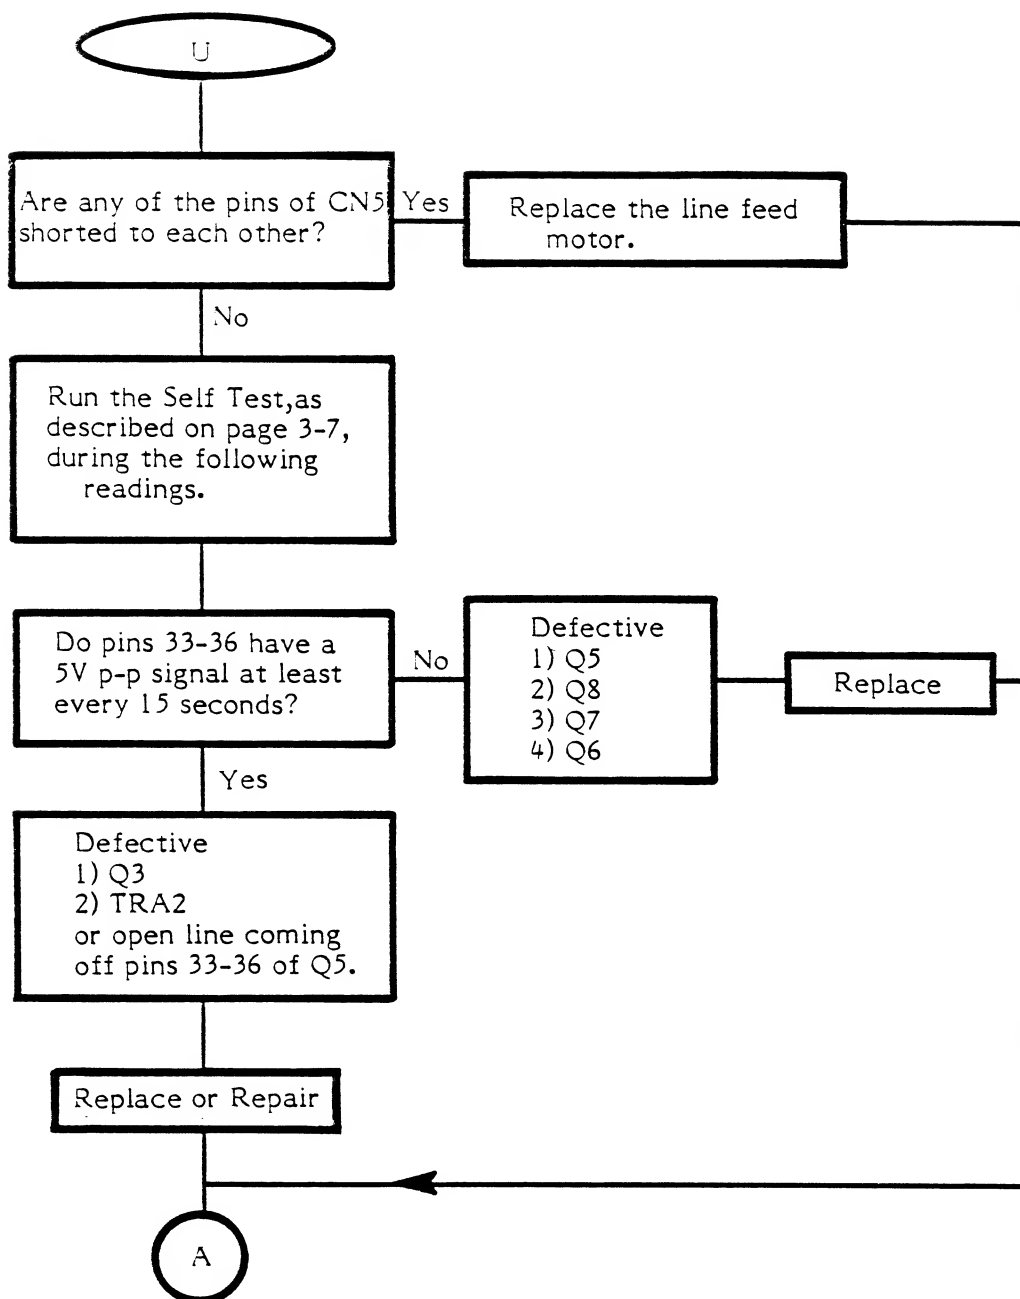 U
Are any of the pins of CN5
shorted to each other?
Yes
Replace the line feed
motor.
No
Run the Self Test,as
described on page 3-7,
during the following
readings.
Do pins 33-36 have a
5V p-p signal at least
every 15 seconds?
No
Defective
1) Q5
2) Q8
3) Q7
4) Q6
Replace
Yes
Defective
1) Q3
2) TRA2
or open line coming
off pins 33-36 of Q5.
Replace or Repair
A